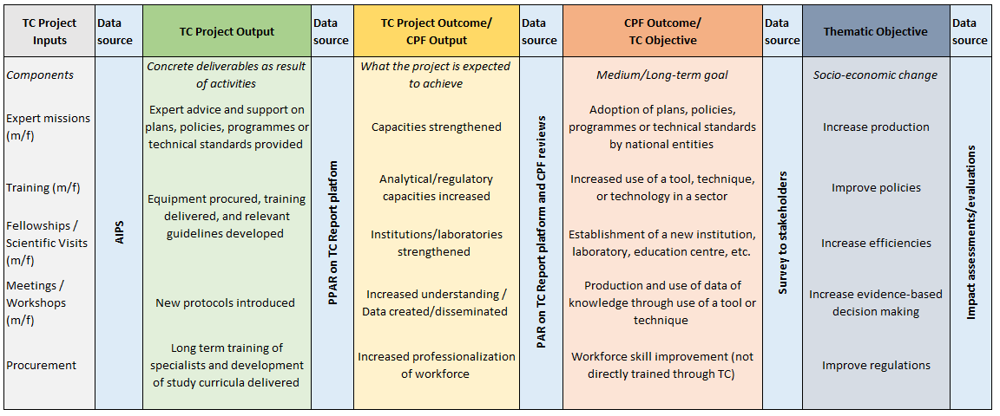 TC Project
Inputs
Data
source
TC Project Output
Data
source
TC Project Outcome/
CPF Output
Data
source
CPF Outcome/
TC Objective
Data
source
Thematic Objective
Data
source
Components
Expert missions
(m/f)
Training (m/f)
Fellowships /
Scientific Visits
(m/f)
Meetings /
Workshops
(m/f)
Procurement
AIPS
Concrete deliverables as result
of activities
Expert advice and support on
plans, policies, programmes or
technical standards provided
Equipment procured, training
delivered, and relevant
guidelines developed
New protocols introduced
Long term training of
specialists and development
of study curricula delivered
PPAR on TC Report platfom
What the project is expected
to achieve
Capacities strengthened
Analytical/regulatory
capacities increased
Institutions/laboratories
strengthened
Increased understanding /
Data created/disseminated
Increased professionalization
of workforce
PAR on TC Report platform and CPF reviews
Medium/Long-term goal
Adoption of plans, policies,
programmes or technical standards
by national entities
Increased use of a tool, technique,
or technology in a sector
Establishment of a new institution,
laboratory, education centre, etc.
Production and use of data of
knowledge through use of a tool or
technique
Workforce skill improvement (not
directly trained through TC)
Survey to stakeholders
Socio-economic change
Increase production
Improve policies
Increase efficiencies
Increase evidence-based
decision making
Improve regulations
Impact assessments/evaluations